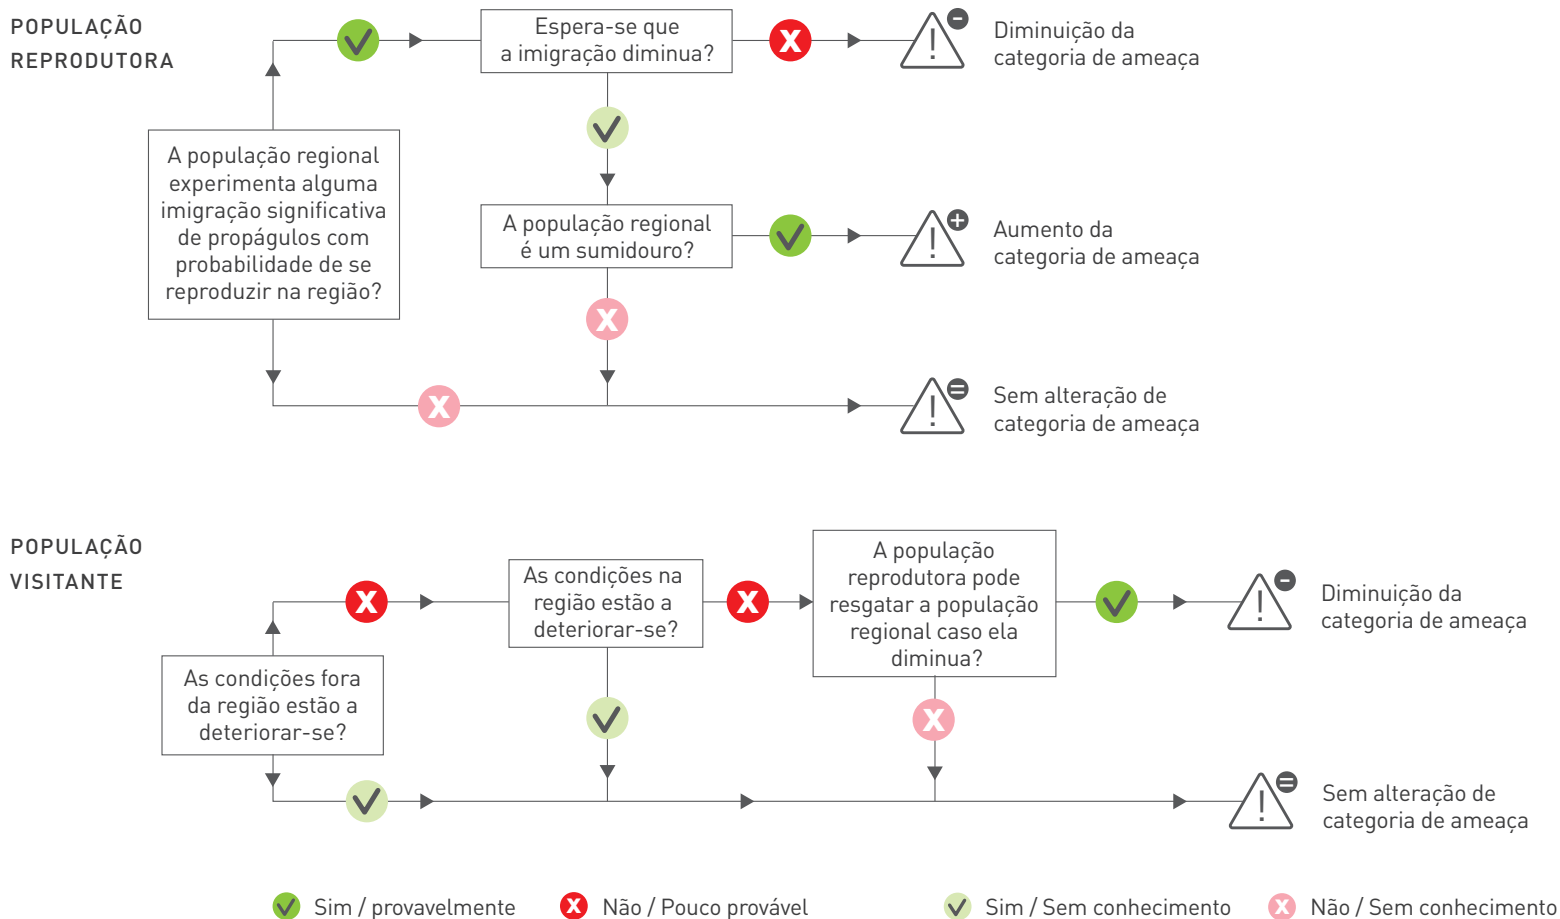 POPULAÇÃO
REPRODUTORA
Espera-se que
a imigração diminua?
X
Diminuição da
categoria de ameaça
A população regional
experimenta alguma
imigração significativa
de propágulos com
probabilidade de se
reproduzir na região?
A população regional
é um sumidouro?
Aumento da
categoria de ameaça
X
X
Sem alteração de
categoria de ameaça
POPULAÇÃO
VISITANTE
As condições fora
da região estão a
deteriorar-se?
X
As condições na
região estão a
deteriorar-se?
X
A população
reprodutora pode
resgatar a população
regional caso ela
diminua?
Diminuição da
categoria de ameaça
X
Sem alteração de
categoria de ameaça
Sim / provavelmente
X Não / Pouco provável
Sim / Sem conhecimento
X Não / Sem conhecimento